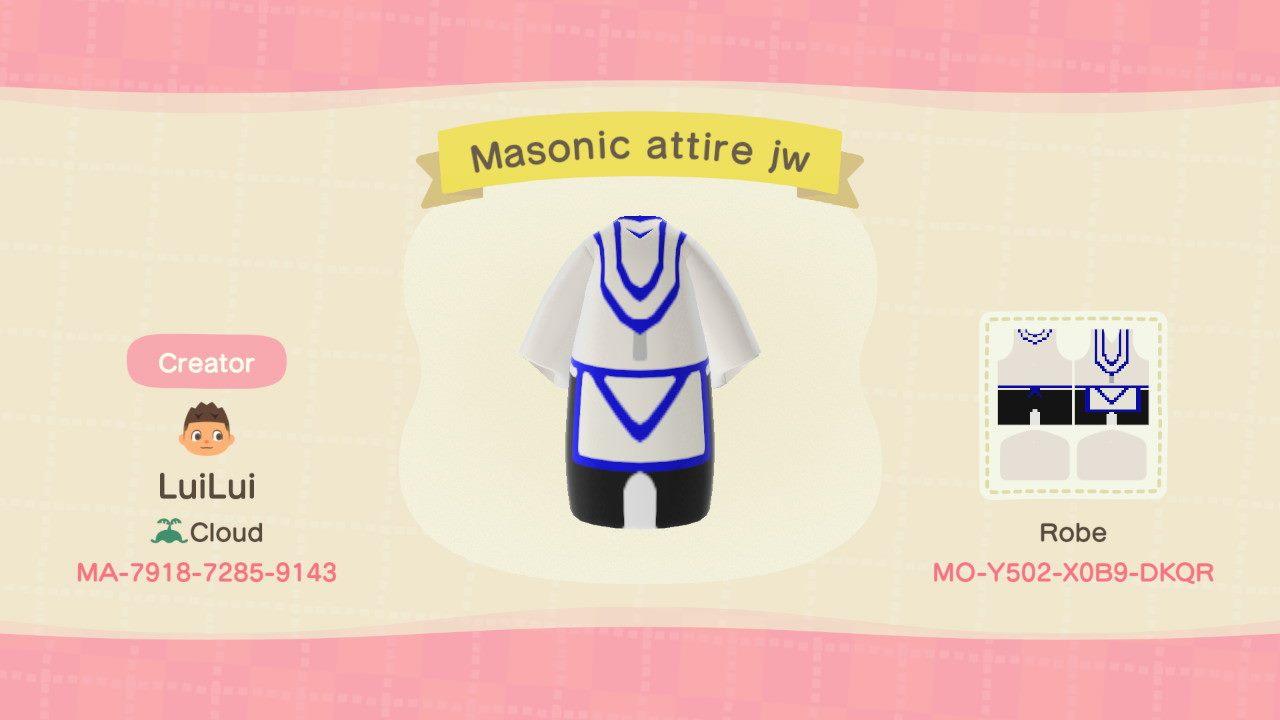 Masonic attire jw
Creator
LuiLui
Cloud
MA-7918-7285-9143
Robe
MO-Y502-X0B9-DKQR